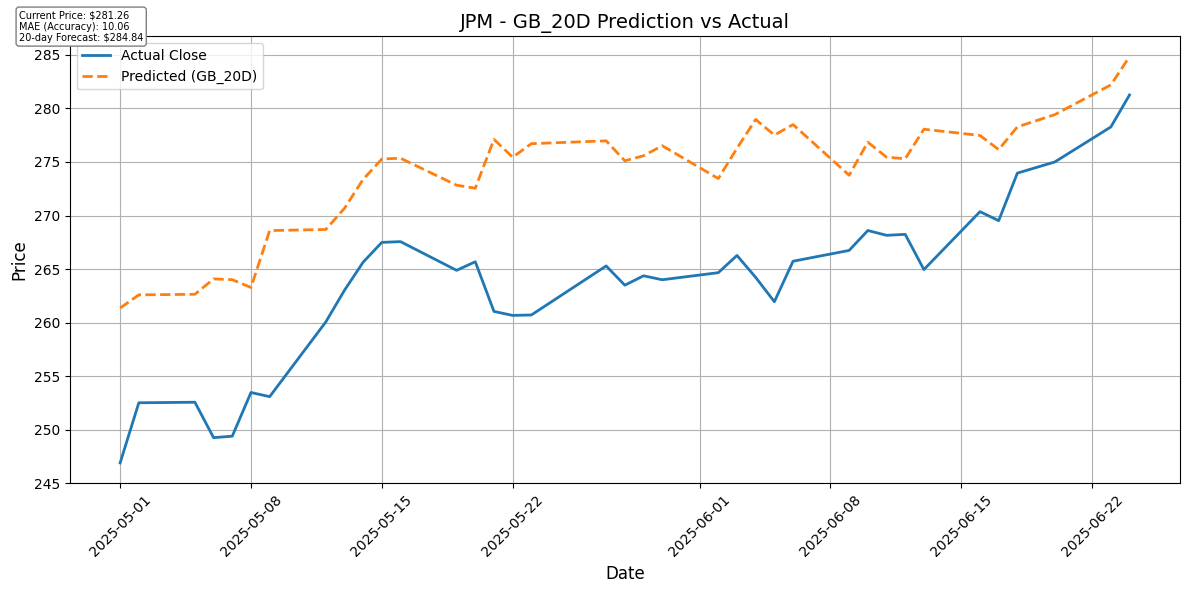 JPM - GB_20D Prediction vs Actual
Current Price: $281.26
MAE (Accuracy): 10.06
20-day Forecast: $284.84
Actual Close
Predicted (GB_20D)
Price
285
280
275
270
265
260
255
250
245
2025-05-01
2025-05-08
2025-05-15
2025-05-22
2025-06-01
2025-06-08
2025-06-15
2025-06-22
Date